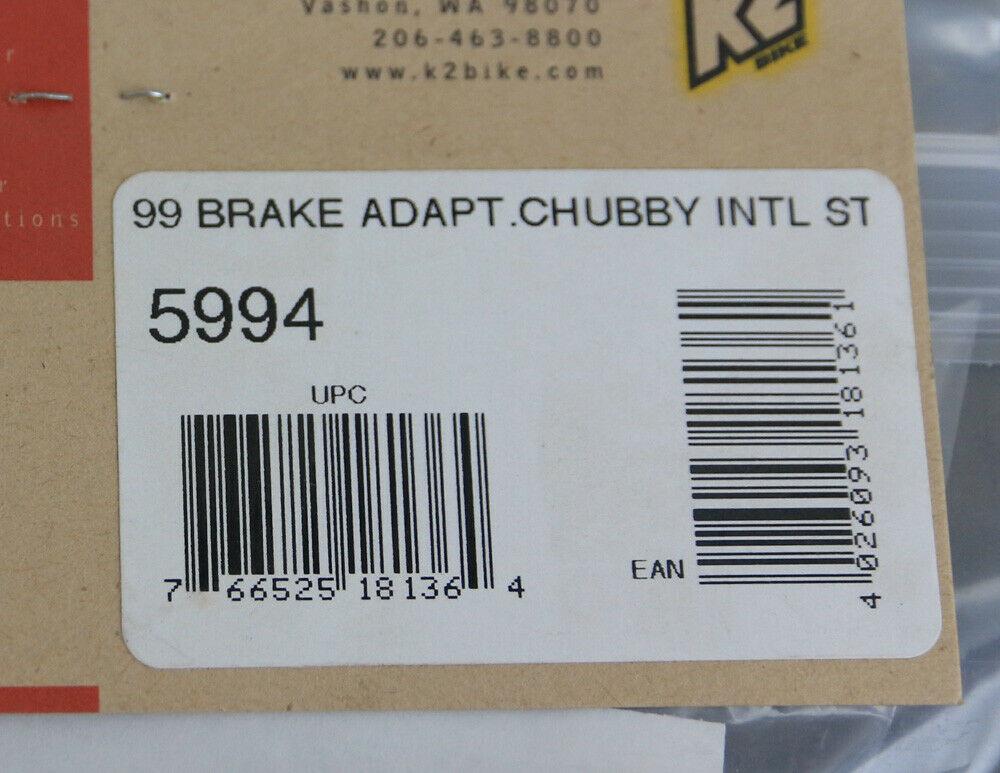 Vashon, WA 98070
206-463-8800
www.k2bike.com
K2
BIKE
r
r
tions
99 BRAKE ADAPT.CHUBBY INTL ST
5994
UPC
7 66525 18136 4
EAN
4 026093 181361